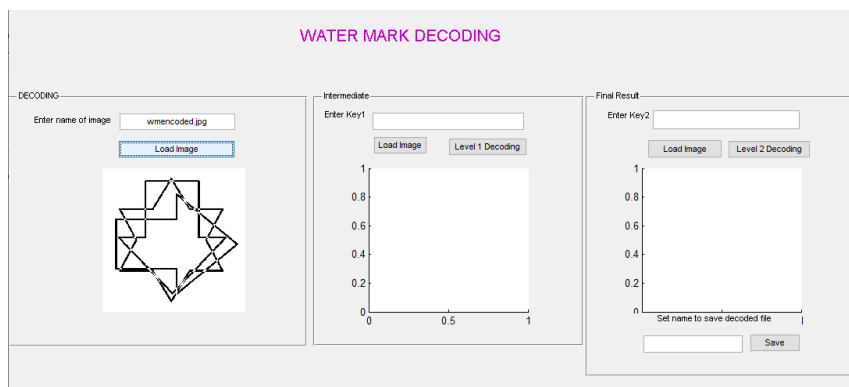 WATER MARK DECODING
DECODING
Enter name of image
wmencoded.jpg
Load Image
Intermediate
Enter Key1
Load Image
Level 1 Decoding
1
0.8
0.6
0.4
0.2
0
0
0.5
1
Final Result
Enter Key2
Load Image
Level 2 Decoding
1
0.8
0.6
0.4
0.2
0
Set name to save decoded file
Save